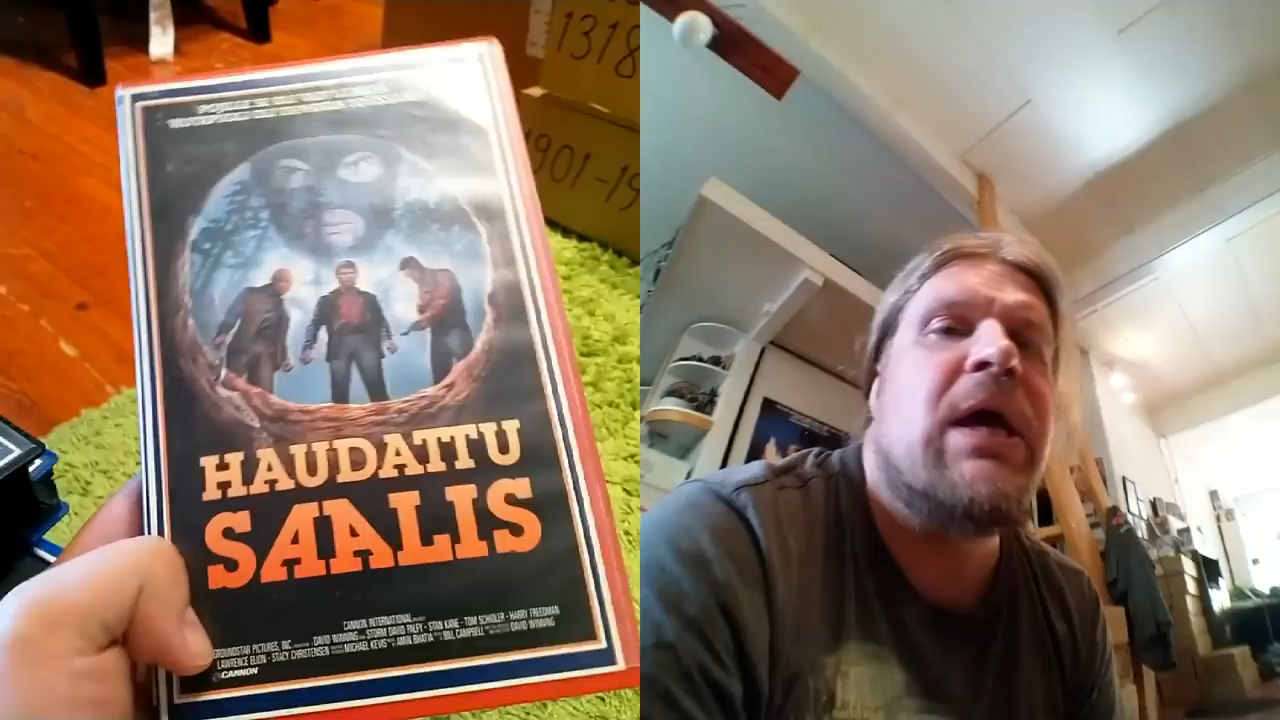 1318
1901-19
HAUDATTU
SAALIS
CANNON INTERNATIONAL
GROUNDSTAR PICTURES, INC. DAVID WINNING STORM DAVID PALEY - STAN KANE - TOM SCHIOLER - HARRY FREEDMAN
LAWRENCE ELION - STACY CHRISTENSEN MICHAEL KEVIS AMIN BHATIA BILL CAMPBELL DAVID WINNING
CANNON